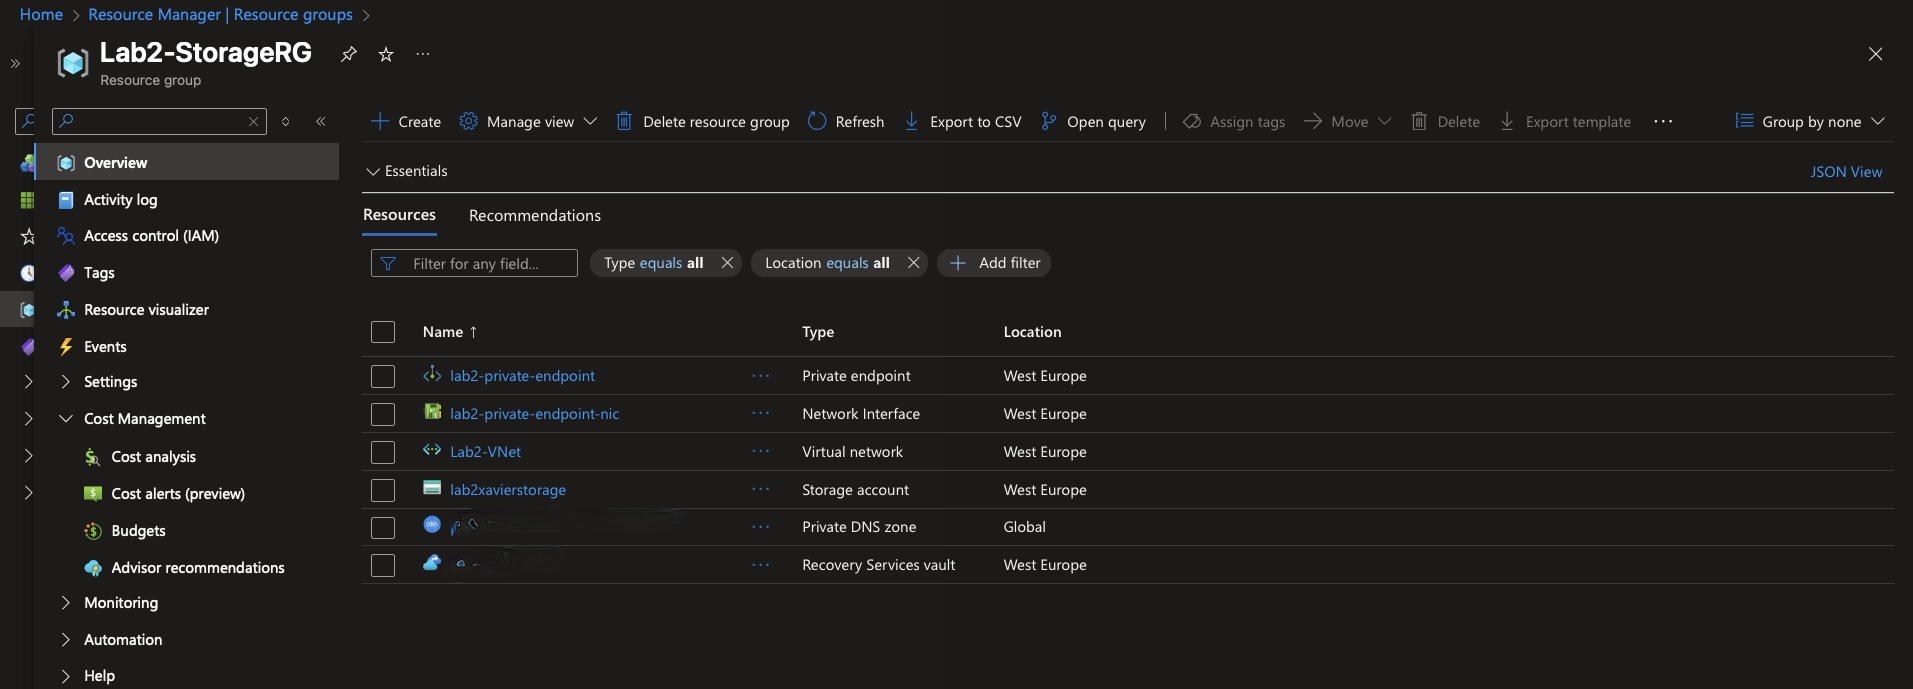 Home > Resource Manager | Resource groups >
Lab2-StorageRG
Resource group
Create Manage view Delete resource group Refresh Export to CSV Open query Assign tags Move Delete Export template Group by none
Overview
Activity log
Access control (IAM)
Tags
Resource visualizer
Events
Settings
Cost Management
Cost analysis
Cost alerts (preview)
Budgets
Advisor recommendations
Monitoring
Automation
Help
Essentials
JSON View
Resources Recommendations
Filter for any field... Type equals all Location equals all Add filter
Name ↑ Type Location
lab2-private-endpoint Private endpoint West Europe
lab2-private-endpoint-nic Network Interface West Europe
Lab2-VNet Virtual network West Europe
lab2xavierstorage Storage account West Europe
DNS Private DNS zone Global
Recovery Services vault West Europe